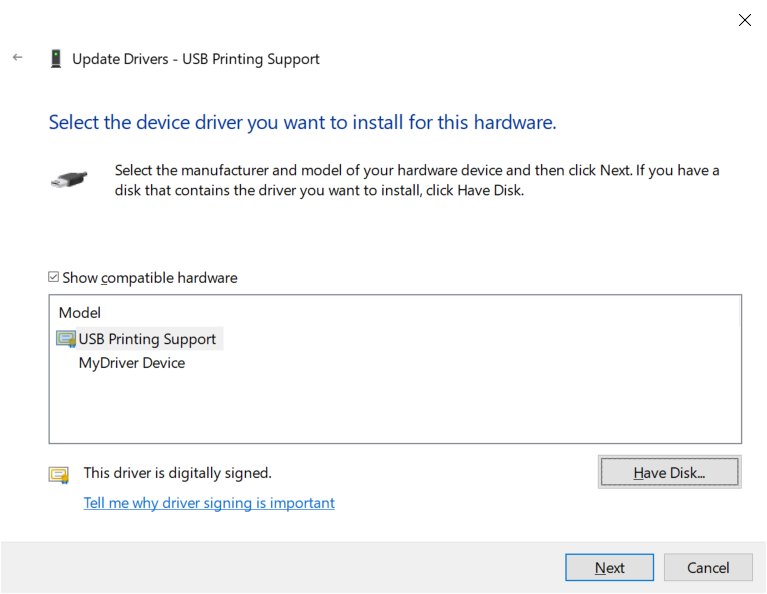 Update Drivers - USB Printing Support
Select the device driver you want to install for this hardware.
Select the manufacturer and model of your hardware device and then click Next. If you have a
disk that contains the driver you want to install, click Have Disk.
Show compatible hardware
Model
USB Printing Support
MyDriver Device
This driver is digitally signed.
Have Disk...
Tell me why driver signing is important
Next
Cancel